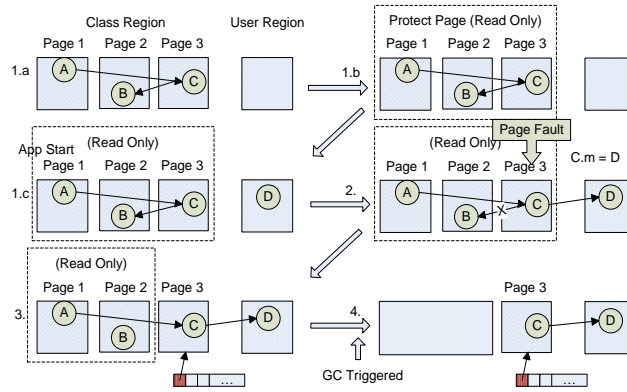 Class Region User Region Protect Page (Read Only)
Page 1 Page 2 Page 3 Page 1 Page 2 Page 3
1.a A B C 1.b A B C
Page Fault
App Start (Read Only) (Read Only) C.m = D
Page 1 Page 2 Page 3 Page 1 Page 2 Page 3
1.c A B C D 2. A B X C D
(Read Only)
Page 1 Page 2 Page 3 Page 3
3. A B C D 4. C D
GC Triggered
... ...